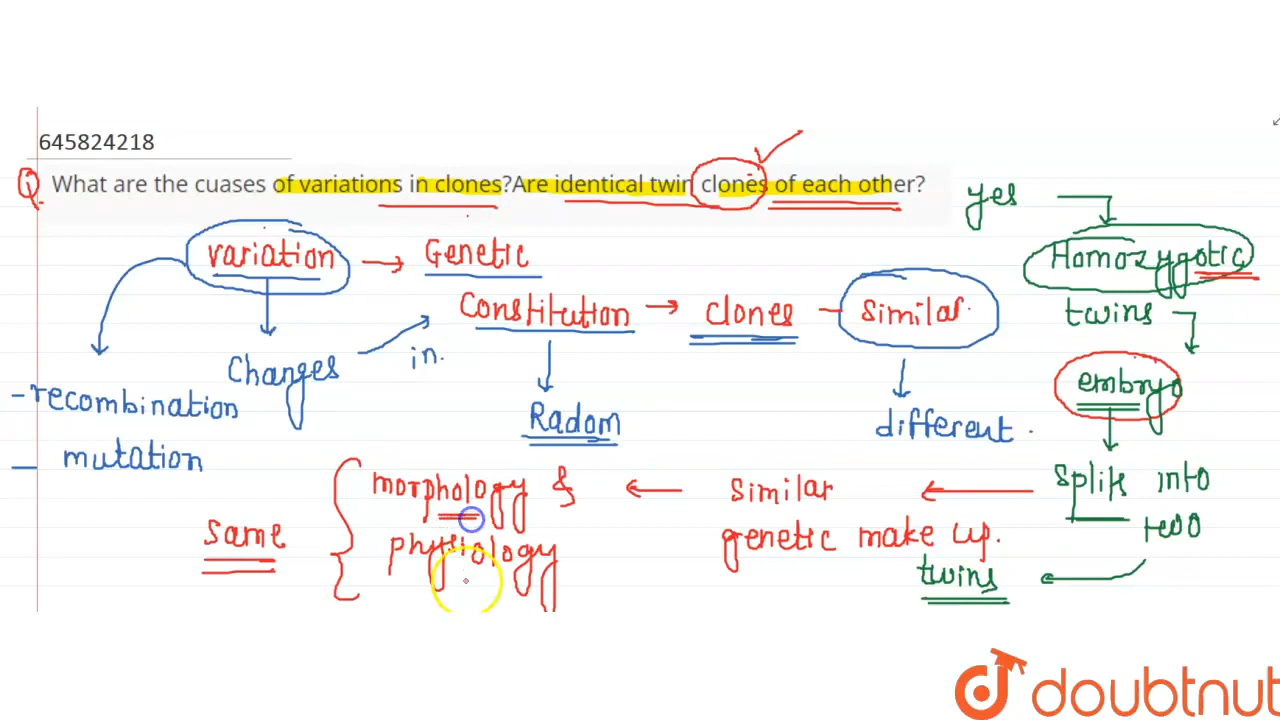 645824218
Q. What are the cuases of variations in clones?Are identical twin clones of each other?
yes
variation → Genetic
Homozygotic
Constitution → clones – similar.
twins
Changes in.
embryo
-recombination
Radom
different.
— mutation
splits into
two
morphology & ← similar ←
same
physiology
genetic make up.
twins
doubtnut